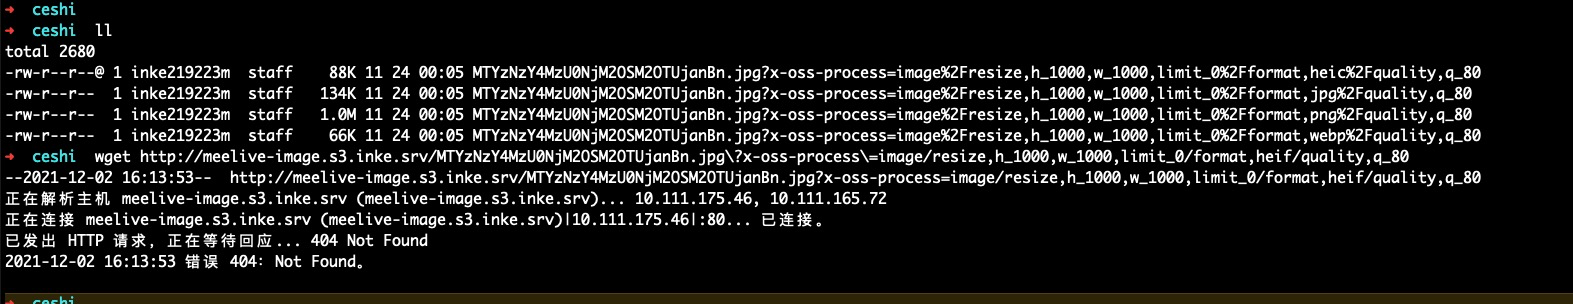 ➜  ceshi
➜  ceshi  ll
total 2680
-rw-r--r--@ 1 inke219223m  staff    88K 11 24 00:05 MTYzNzY4MzU0NjM2OSM2OTUjanBn.jpg?x-oss-process=image%2Fresize,h_1000,w_1000,limit_0%2Fformat,heic%2Fquality,q_80
-rw-r--r--  1 inke219223m  staff   134K 11 24 00:05 MTYzNzY4MzU0NjM2OSM2OTUjanBn.jpg?x-oss-process=image%2Fresize,h_1000,w_1000,limit_0%2Fformat,jpg%2Fquality,q_80
-rw-r--r--  1 inke219223m  staff   1.0M 11 24 00:05 MTYzNzY4MzU0NjM2OSM2OTUjanBn.jpg?x-oss-process=image%2Fresize,h_1000,w_1000,limit_0%2Fformat,png%2Fquality,q_80
-rw-r--r--  1 inke219223m  staff    66K 11 24 00:05 MTYzNzY4MzU0NjM2OSM2OTUjanBn.jpg?x-oss-process=image%2Fresize,h_1000,w_1000,limit_0%2Fformat,webp%2Fquality,q_80
➜  ceshi  wget http://meelive-image.s3.inke.srv/MTYzNzY4MzU0NjM2OSM2OTUjanBn.jpg\?x-oss-process\=image/resize,h_1000,w_1000,limit_0/format,heif/quality,q_80
--2021-12-02 16:13:53--  http://meelive-image.s3.inke.srv/MTYzNzY4MzU0NjM2OSM2OTUjanBn.jpg?x-oss-process=image/resize,h_1000,w_1000,limit_0/format,heif/quality,q_80
正在解析主机 meelive-image.s3.inke.srv (meelive-image.s3.inke.srv)... 10.111.175.46, 10.111.165.72
正在连接 meelive-image.s3.inke.srv (meelive-image.s3.inke.srv)|10.111.175.46|:80... 已连接。
已发出 HTTP 请求，正在等待回应... 404 Not Found
2021-12-02 16:13:53 错误 404：Not Found。
➜  ceshi